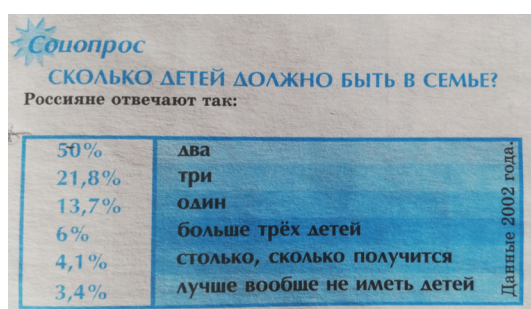 Социопрос
СКОЛЬКО ДЕТЕЙ ДОЛЖНО БЫТЬ В СЕМЬЕ?
Россияне отвечают так:
50% два
21,8% три
13,7% один
6% больше трёх детей
4,1% столько, сколько получится
3,4% лучше вообще не иметь детей
Данные 2002 года.